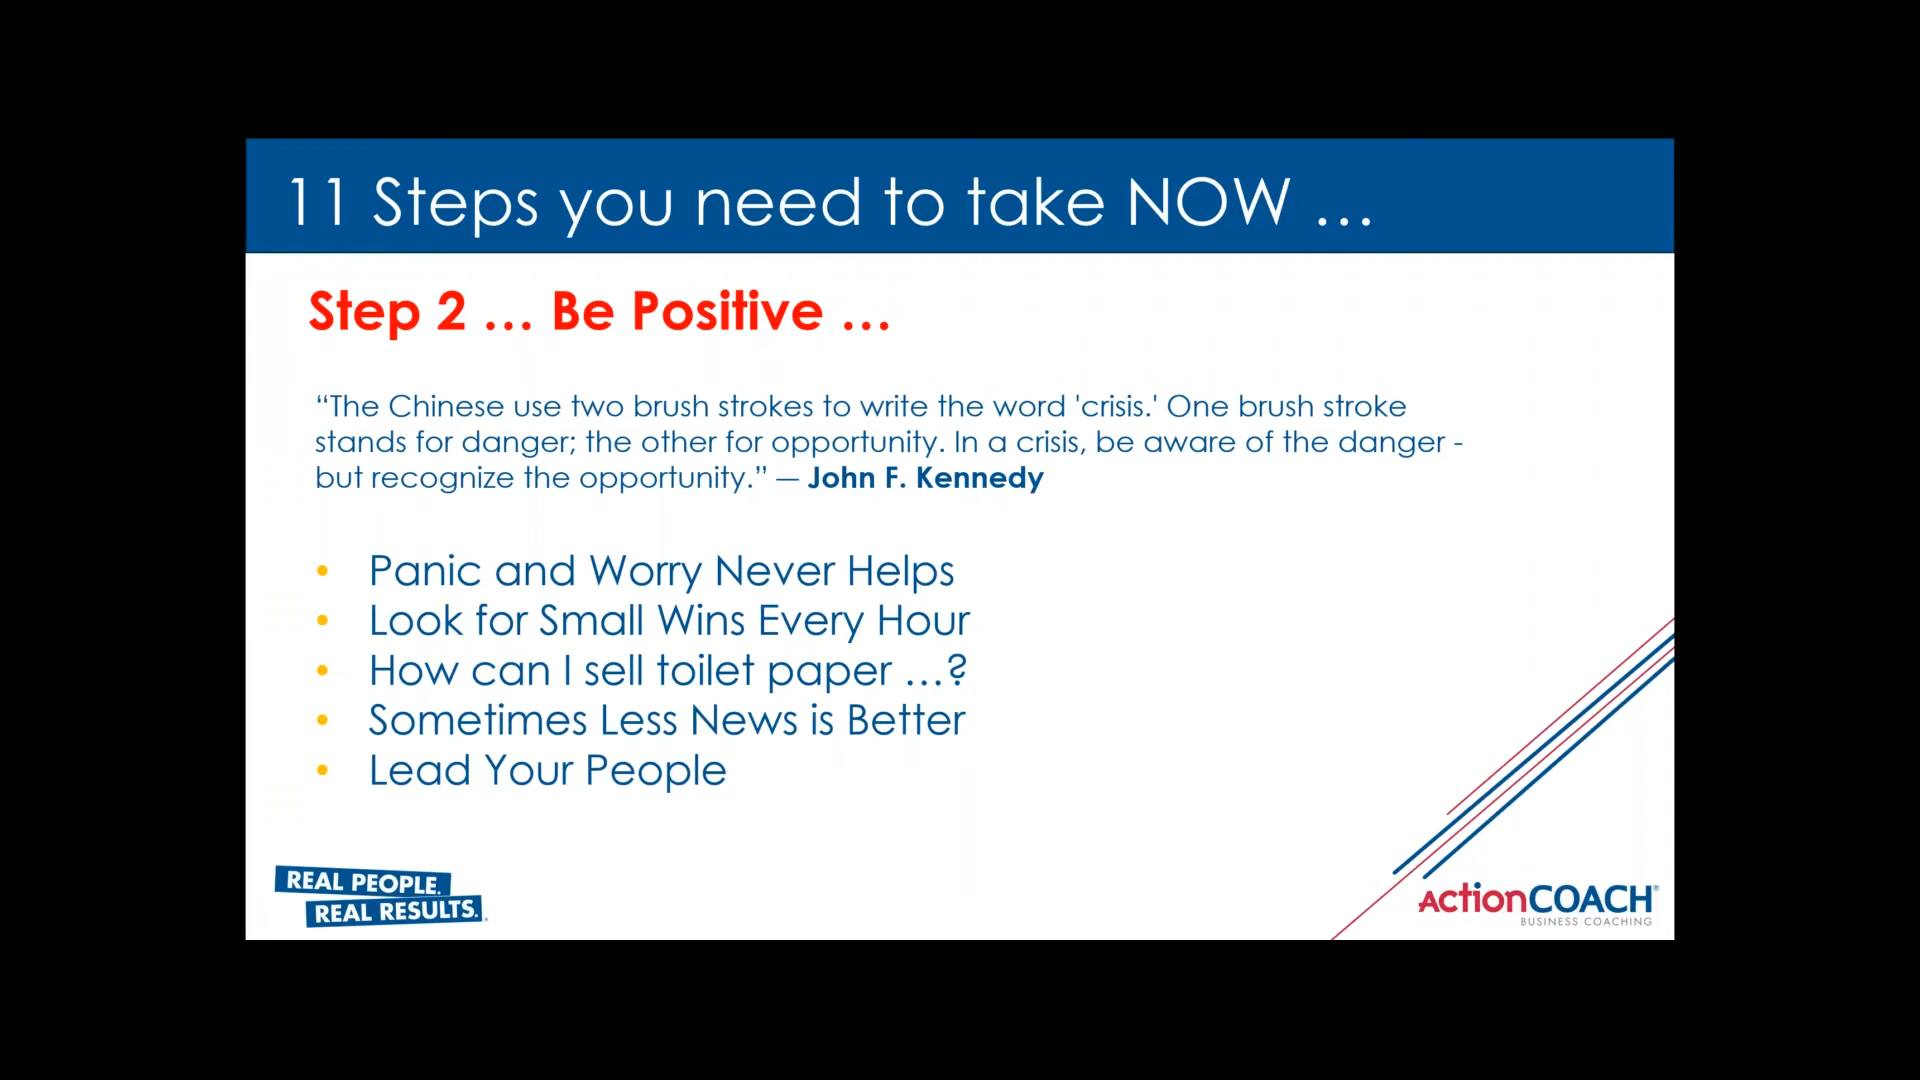 11 Steps you need to take NOW ...
Step 2 ... Be Positive ...
“The Chinese use two brush strokes to write the word 'crisis.' One brush stroke
stands for danger; the other for opportunity. In a crisis, be aware of the danger -
but recognize the opportunity.” — John F. Kennedy
• Panic and Worry Never Helps
• Look for Small Wins Every Hour
• How can I sell toilet paper ...?
• Sometimes Less News is Better
• Lead Your People
REAL PEOPLE.
REAL RESULTS.
ActionCOACH®
BUSINESS COACHING